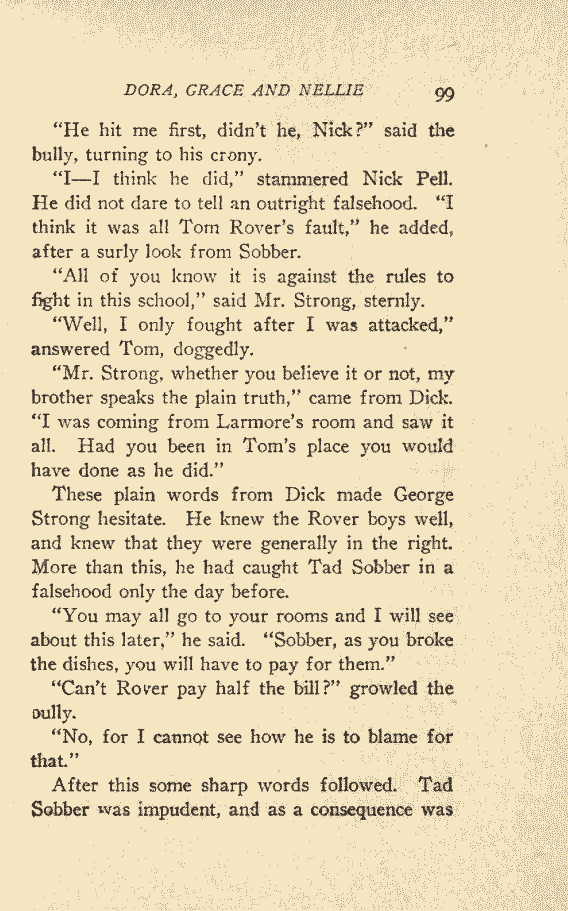 DORA, GRACE AND NELLIE 99
“He hit me first, didn’t he, Nick?” said the
bully, turning to his crony.
“I—I think he did,” stammered Nick Pell.
He did not dare to tell an outright falsehood. “I
think it was all Tom Rover’s fault,” he added,
after a surly look from Sobber.
“All of you know it is against the rules to
fight in this school,” said Mr. Strong, sternly.
“Well, I only fought after I was attacked,”
answered Tom, doggedly.
“Mr. Strong, whether you believe it or not, my
brother speaks the plain truth,” came from Dick.
“I was coming from Larmore’s room and saw it
all. Had you been in Tom’s place you would
have done as he did.”
These plain words from Dick made George
Strong hesitate. He knew the Rover boys well,
and knew that they were generally in the right.
More than this, he had caught Tad Sobber in a
falsehood only the day before.
“You may all go to your rooms and I will see
about this later,” he said. “Sobber, as you broke
the dishes, you will have to pay for them.”
“Can’t Rover pay half the bill?” growled the
bully.
“No, for I cannot see how he is to blame for
that.”
After this some sharp words followed. Tad
Sobber was impudent, and as a consequence was